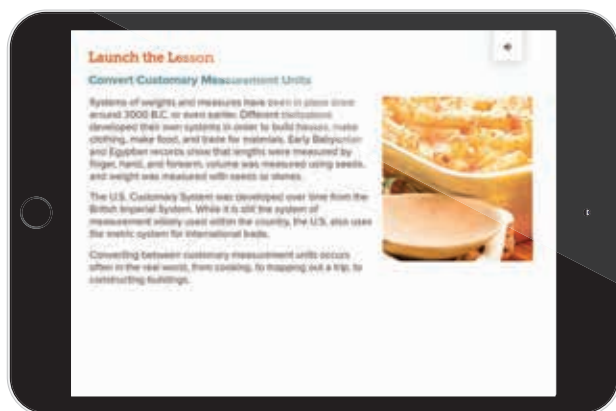 Launch the Lesson
Convert Customary Measurement Units
Systems of weights and measures have been in place since
around 3000 B.C. or even earlier. Different civilizations
developed their own systems in order to build houses, make
clothing, make food, and trade for materials. Early Babylonian
and Egyptian records show that lengths were measured by
finger, hand, and forearm, volume was measured using seeds,
and weight was measured with seeds or stones.
The U.S. Customary System was developed over time from the
British Imperial System. While it is still the system of
measurement widely used within the country, the U.S. also uses
the metric system for international trade.
Converting between customary measurement units occurs
often in the real world, from cooking, to mapping out a trip, to
constructing buildings.